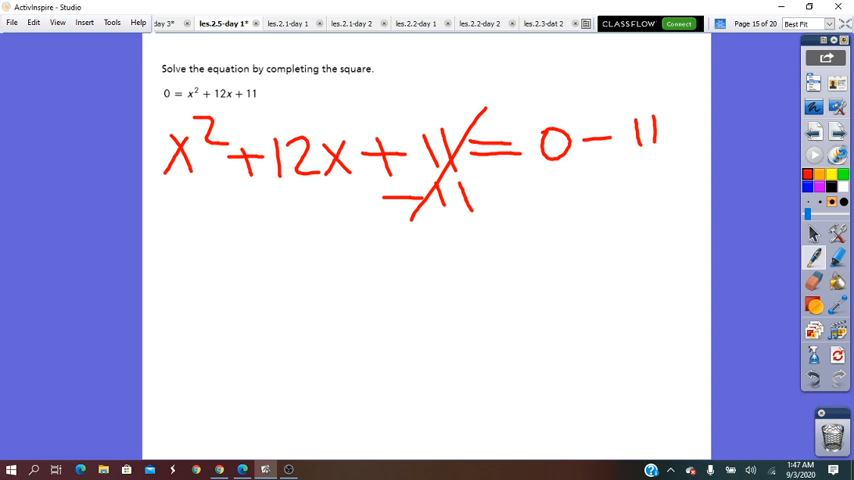 ActivInspire - Studio
File Edit View Insert Tools Help
day 3* les.2.5-day 1* les.2.1-day 1 les.2.1-day 2 les.2.2-day 1 les.2.2-day 2 les.2.3-dat 2 CLASSFLOW Connect Page 15 of 20 Best Fit
Solve the equation by completing the square.
0 = x² + 12x + 11
x² + 12x + 11 = 0 - 11
- 11
1:47 AM
9/3/2020